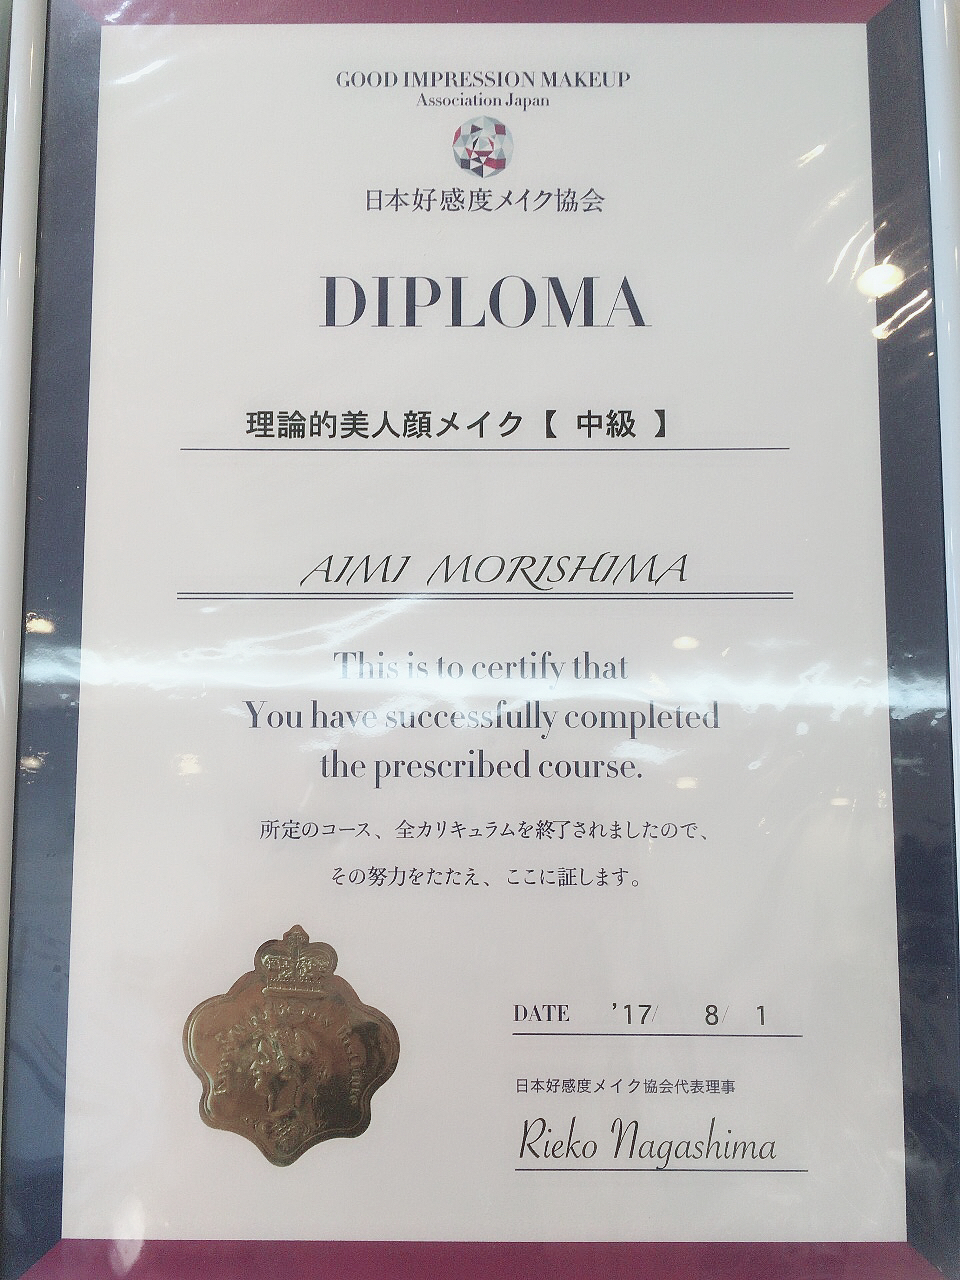 GOOD IMPRESSION MAKEUP
Association Japan
日本好感度メイク協会
DIPLOMA
理論的美人顔メイク【 中級 】
AIMI MORISHIMA
This is to certify that
You have successfully completed
the prescribed course.
所定のコース、全カリキュラムを終了されましたので、
その努力をたたえ、ここに証します。
DATE '17/ 8/ 1
日本好感度メイク協会代表理事
Rieko Nagashima